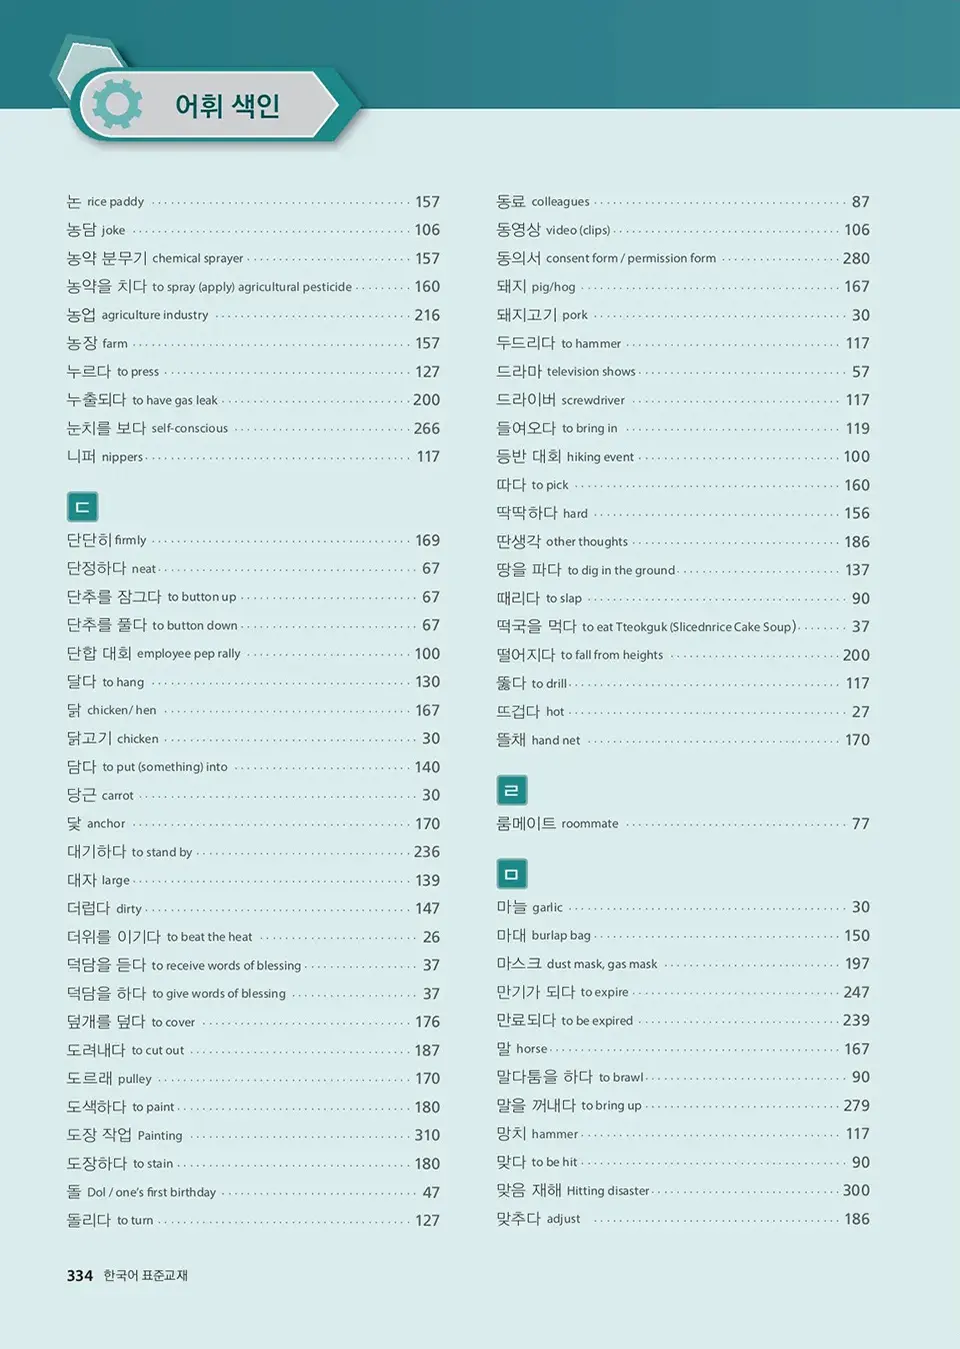 어휘 색인
논 rice paddy 157
농담 joke 106
농약 분무기 chemical sprayer 157
농약을 치다 to spray (apply) agricultural pesticide 160
농업 agriculture industry 216
농장 farm 157
누르다 to press 127
누출되다 to have gas leak 200
눈치를 보다 self-conscious 266
니퍼 nippers 117
ㄷ
단단히 firmly 169
단정하다 neat 67
단추를 잠그다 to button up 67
단추를 풀다 to button down 67
단합 대회 employee pep rally 100
달다 to hang 130
닭 chicken/ hen 167
닭고기 chicken 30
담다 to put (something) into 140
당근 carrot 30
닻 anchor 170
대기하다 to stand by 236
대자 large 139
더럽다 dirty 147
더위를 이기다 to beat the heat 26
덕담을 듣다 to receive words of blessing 37
덕담을 하다 to give words of blessing 37
덮개를 덮다 to cover 176
도려내다 to cut out 187
도르래 pulley 170
도색하다 to paint 180
도장 작업 Painting 310
도장하다 to stain 180
돌 Dol / one's first birthday 47
돌리다 to turn 127
동료 colleagues 87
동영상 video (clips) 106
동의서 consent form / permission form 280
돼지 pig/hog 167
돼지고기 pork 30
두드리다 to hammer 117
드라마 television shows 57
드라이버 screwdriver 117
들여오다 to bring in 119
등반 대회 hiking event 100
따다 to pick 160
딱딱하다 hard 156
딴생각 other thoughts 186
땅을 파다 to dig in the ground 137
때리다 to slap 90
떡국을 먹다 to eat Tteokguk (Slicednrice Cake Soup) 37
떨어지다 to fall from heights 200
뚫다 to drill 117
뜨겁다 hot 27
뜰채 hand net 170
ㄹ
룸메이트 roommate 77
ㅁ
마늘 garlic 30
마대 burlap bag 150
마스크 dust mask, gas mask 197
만기가 되다 to expire 247
만료되다 to be expired 239
말 horse 167
말다툼을 하다 to brawl 90
말을 꺼내다 to bring up 279
망치 hammer 117
맞다 to be hit 90
맞음 재해 Hitting disaster 300
맞추다 adjust 186
334 한국어 표준교재